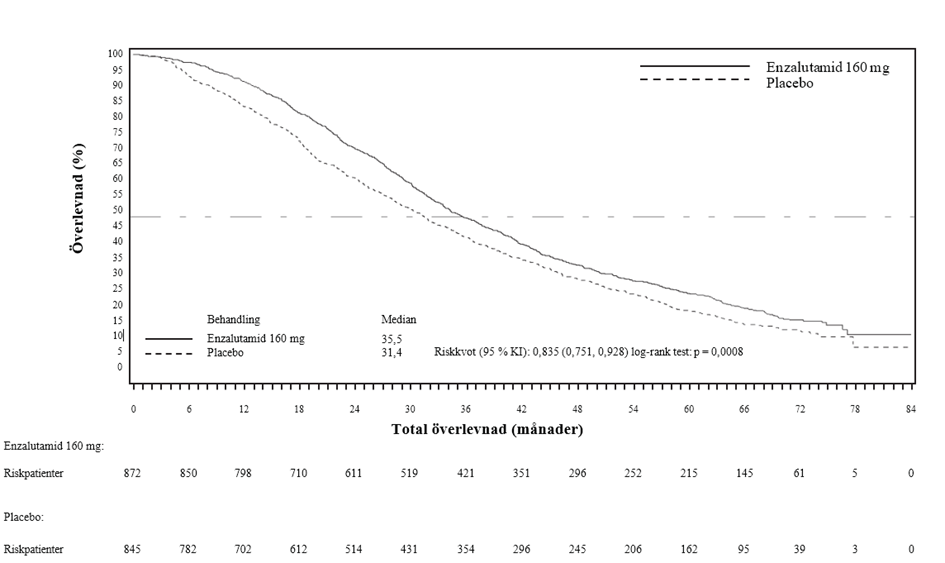 Enzalutamid 160 mg
Placebo
Överlevnad (%)
100
95
90
85
80
75
70
65
60
55
50
45
40
35
30
25
20
15
10
5
0
Behandling Median
Enzalutamid 160 mg 35,5
Placebo 31,4 Riskkvot (95 % KI): 0,835 (0,751, 0,928) log-rank test: p = 0,0008
0 6 12 18 24 30 36 42 48 54 60 66 72 78 84
Total överlevnad (månader)
Enzalutamid 160 mg:
Riskpatienter 872 850 798 710 611 519 421 351 296 252 215 145 61 5 0
Placebo:
Riskpatienter 845 782 702 612 514 431 354 296 245 206 162 95 39 3 0